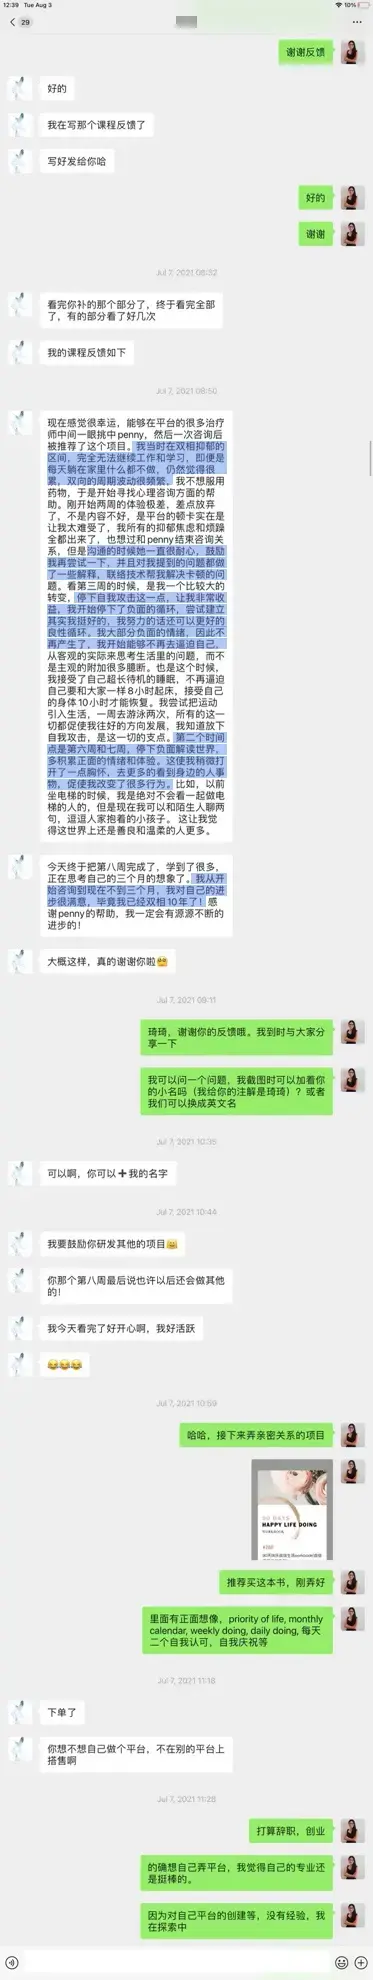 12:39 Tue Aug 3
10%
29
谢谢反馈
好的
我在写那个课程反馈了
写好发给你哈
好的
谢谢
Jul 7, 2021 08:32
看完你补的那个部分了，终于看完全部
了，有的部分看了好几次
我的课程反馈如下
Jul 7, 2021 08:50
现在感觉很幸运，能够在平台的很多治疗
师中间一眼挑中penny，然后一次咨询后
被推荐了这个项目。我当时在双相抑郁的
区间，完全无法继续工作和学习，即便是
每天躺在家里什么都不做，仍然觉得很
累，双向的周期波动很频繁。我不想服用
药物，于是开始寻找心理咨询方面的帮
助。刚开始两周的体验极差，差点放弃
了，不是内容不好，是平台的顿卡实在是
让我太难受了，我所有的抑郁焦虑和烦躁
全都出来了，也想过和penny结束咨询关
系，但是沟通的时候她一直很耐心，鼓励
我再尝试一下，并且对我提到的问题都做
了一些解释，联络技术帮我解决卡顿的问
题。看第三周的时候，是我一个比较大的
转变，停下自我攻击这一点，让我非常收
益，我开始停下了负面的循环，尝试建立
其实我挺好的，我努力的话还可以更好的
良性循环。我大部分负面的情绪，因此不
再产生了，我开始能够不再去逼迫自己，
从客观的实际来思考生活里的问题，而不
是主观的附加很多臆断。也是这个时候，
我接受了自己超长待机的睡眠，不再逼迫
自己要和大家一样8小时起床，接受自己
的身体10小时才能恢复。我尝试把运动
引入生活，一周去游泳两次，所有的这一
切都促使我往好的方向发展，我知道放下
自我攻击，是这一切的支点。第二个时间
点是第六周和七周，停下负面解读世界，
多积累正面的情绪和体验。这使我稍微打
开了一点胸怀，去更多的看到身边的人事
物，促使我改变了很多行为。比如，以前
坐电梯的时候，我是绝对不会看一起做电
梯的人的，但是现在我可以和陌生人聊两
句，逗逗人家抱着的小孩子。 这让我觉
得这世界上还是善良和温柔的人更多。
今天终于把第八周完成了，学到了很多，
正在思考自己的三个月的想象了。我从开
始咨询到现在不到三个月，我对自己的进
步很满意，毕竟我已经双相10年了！感
谢penny的帮助，我一定会有源源不断的
进步的！
大概这样，真的谢谢你啦
Jul 7, 2021 09:11
琦琦，谢谢你的反馈哦。我到时与大家分
享一下
我可以问一个问题，我截图时可以加着你
的小名吗（我给你的注解是琦琦）？或者
我们可以换成英文名
Jul 7, 2021 10:35
可以啊，你可以➕我的名字
Jul 7, 2021 10:44
我要鼓励你研发其他的项目
你那个第八周最后说也许以后还会做其他
的！
我今天看完了好开心啊，我好活跃
Jul 7, 2021 10:59
哈哈，接下来弄亲密关系的项目
90 DAYS
HAPPY LIFE DOING
推荐买这本书，刚弄好
里面有正面想像，priority of life, monthly
calendar, weekly doing, daily doing, 每天
二个自我认可，自我庆祝等
Jul 7, 2021 11:18
下单了
你想不想自己做个平台，不在别的平台上
搭售啊
Jul 7, 2021 11:28
打算辞职，创业
的确想自己弄平台，我觉得自己的专业还
是挺棒的。
因为对自己平台的创建等，没有经验，我
在探索中